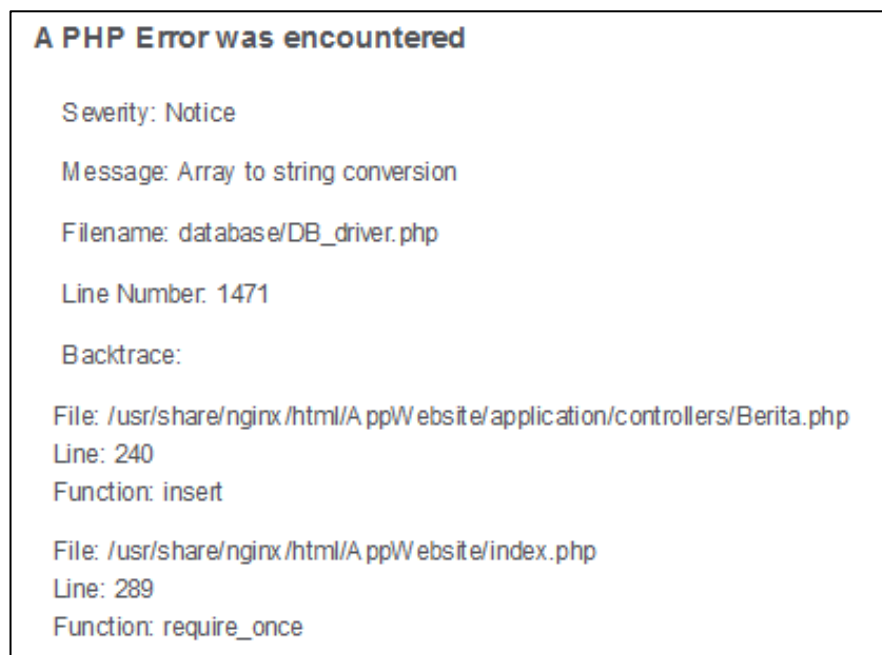 A PHP Error was encountered
Severity: Notice
Message: Array to string conversion
Filename: database/DB_driver.php
Line Number: 1471
Backtrace:
File: /usr/share/nginx/html/AppWebsite/application/controllers/Berita.php
Line: 240
Function: insert
File: /usr/share/nginx/html/AppWebsite/index.php
Line: 289
Function: require_once